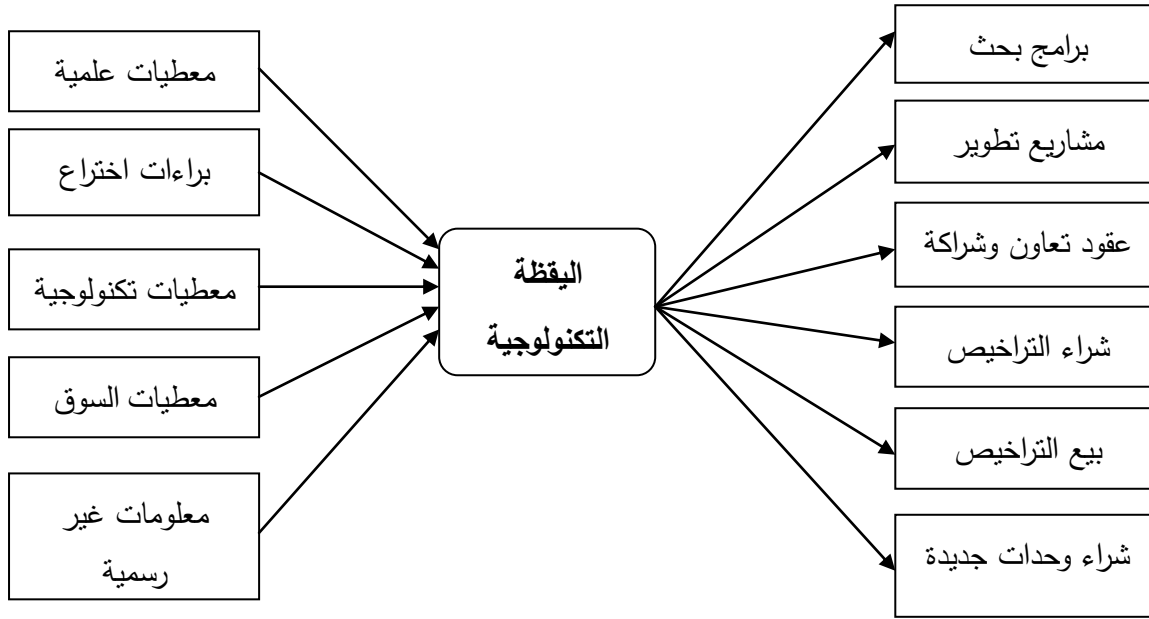 معطيات علمية
براءات اختراع
معطيات تكنولوجية
معطيات السوق
معلومات غير
رسمية
اليقظة
التكنولوجية
برامج بحث
مشاريع تطوير
عقود تعاون وشراكة
شراء التراخيص
بيع التراخيص
شراء وحدات جديدة